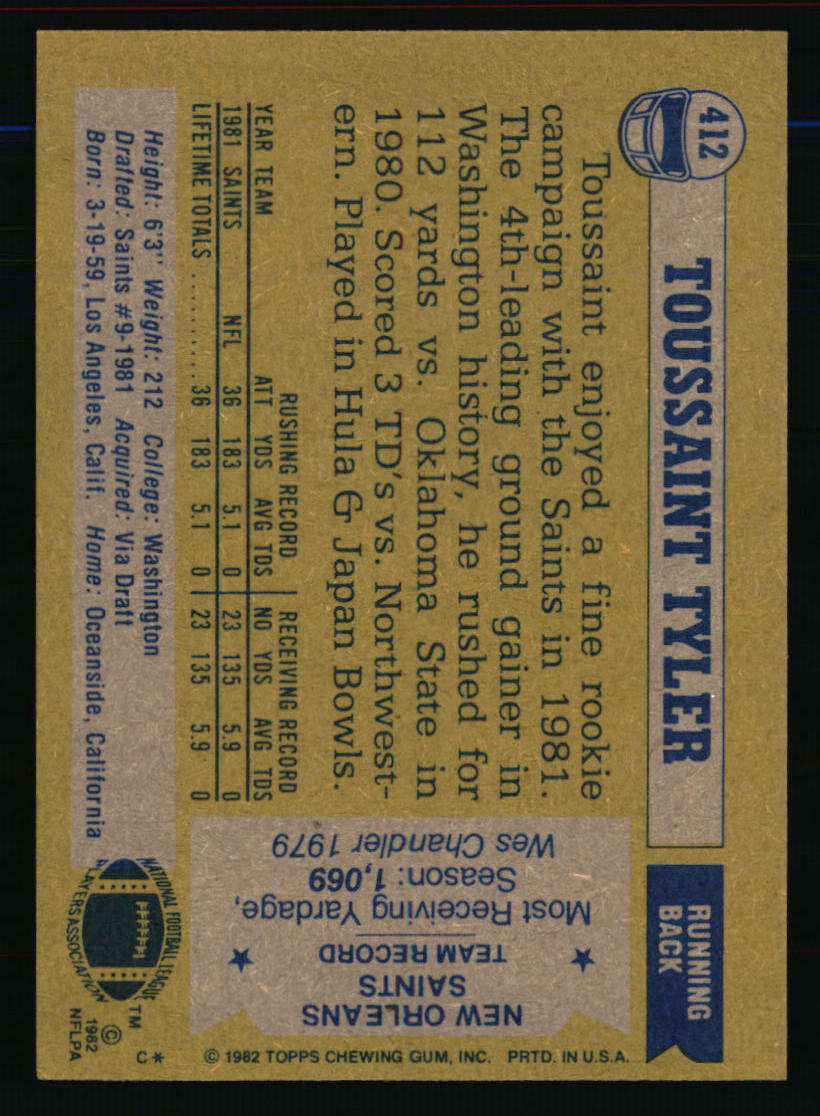 412
TOUSSAINT TYLER
RUNNING
BACK
Toussaint enjoyed a fine rookie
campaign with the Saints in 1981.
The 4th-leading ground gainer in
Washington history, he rushed for
112 yards vs. Oklahoma State in
1980. Scored 3 TD's vs. Northwest-
ern. Played in Hula & Japan Bowls.
RUSHING RECORD RECEIVING RECORD
YEAR TEAM ATT YDS AVG TDS NO YDS AVG TDS
1981 SAINTS NFL 36 183 5.1 0 23 135 5.9 0
LIFETIME TOTALS .......... 36 183 5.1 0 23 135 5.9 0
Height: 6'3" Weight: 212 College: Washington
Drafted: Saints #9-1981 Acquired: Via Draft
Born: 3-19-59, Los Angeles, Calif. Home: Oceanside, California
NEW ORLEANS
SAINTS
TEAM RECORD
Most Receiving Yardage,
Season: 1,069
Wes Chandler 1979
NATIONAL FOOTBALL LEAGUE
PLAYERS ASSOCIATION
TM
©
1982
NFLPA
C* © 1982 TOPPS CHEWING GUM, INC. PRTD. IN U.S.A.